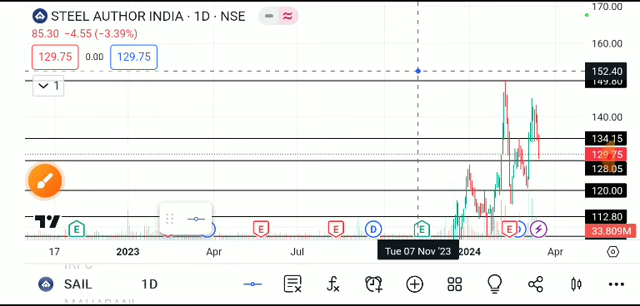 STEEL AUTHOR INDIA · 1D · NSE
85.30 −4.55 (−3.39%)
129.75 0.00 129.75
1
170.00
160.00
152.40
149.80
140.00
134.15
129.75
128.05
120.00
112.80
33.809M
E E E D E E D
17 2023 Apr Jul Tue 07 Nov '23 2024 Apr
SAIL 1D